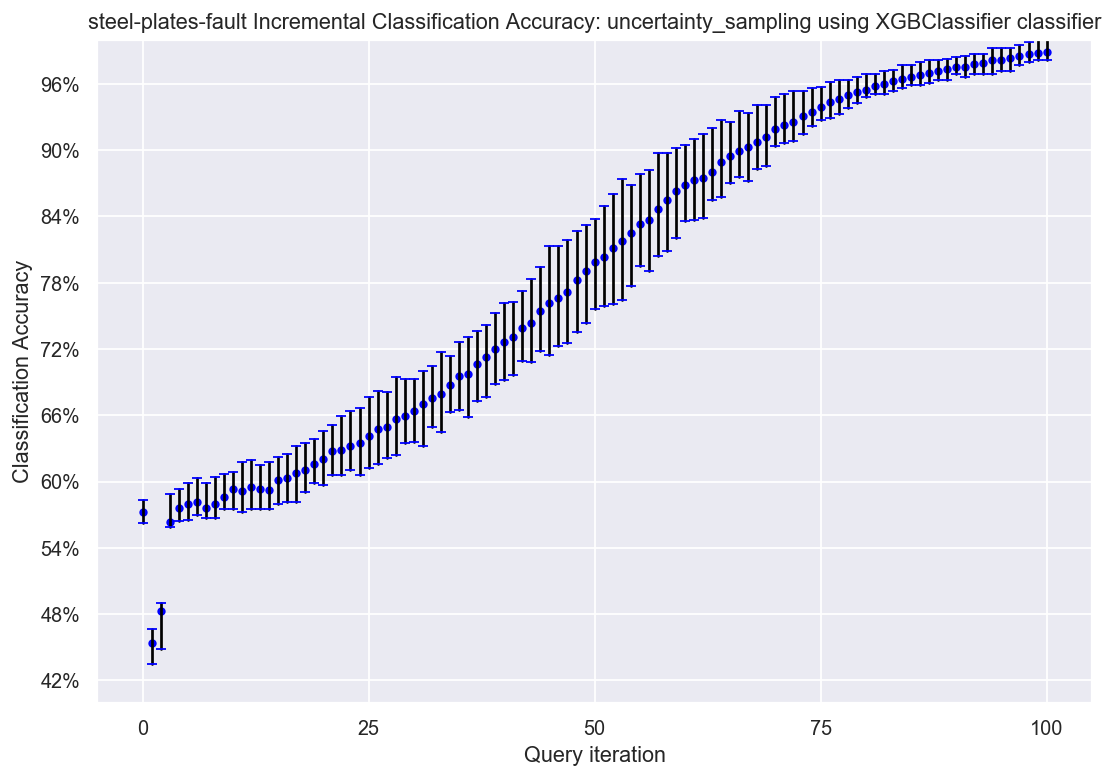 steel-plates-fault Incremental Classification Accuracy: uncertainty_sampling using XGBClassifier classifier
96%
90%
84%
78%
72%
66%
60%
54%
48%
42%
Classification Accuracy
0 25 50 75 100
Query iteration